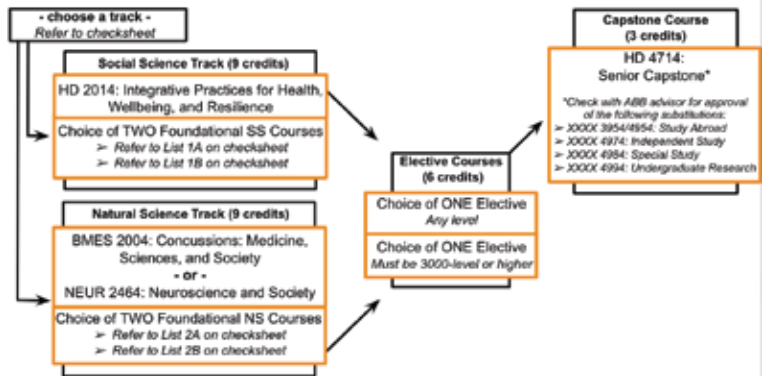 - choose a track -
Refer to checksheet
Social Science Track (9 credits)
HD 2014: Integrative Practices for Health,
Wellbeing, and Resilience
Choice of TWO Foundational SS Courses
➢ Refer to List 1A on checksheet
➢ Refer to List 1B on checksheet
Natural Science Track (9 credits)
BMES 2004: Concussions: Medicine,
Sciences, and Society
- or -
NEUR 2464: Neuroscience and Society
Choice of TWO Foundational NS Courses
➢ Refer to List 2A on checksheet
➢ Refer to List 2B on checksheet
Elective Courses
(6 credits)
Choice of ONE Elective
Any level
Choice of ONE Elective
Must be 3000-level or higher
Capstone Course
(3 credits)
HD 4714:
Senior Capstone*
*Check with ABB advisor for approval
of the following substitutions:
➢ XXXX 3954/4954: Study Abroad
➢ XXXX 4974: Independent Study
➢ XXXX 4984: Special Study
➢ XXXX 4994: Undergraduate Research